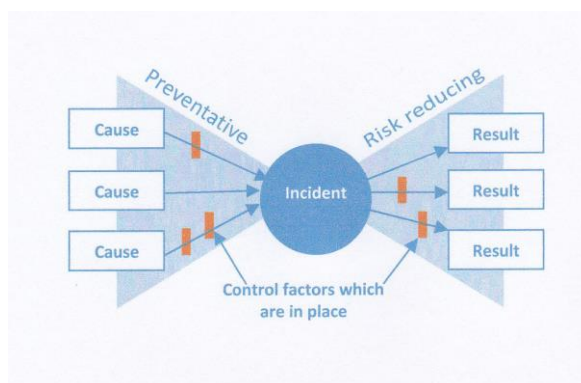 Preventative
Risk reducing
Cause
Cause
Cause
Incident
Result
Result
Result
Control factors which
are in place